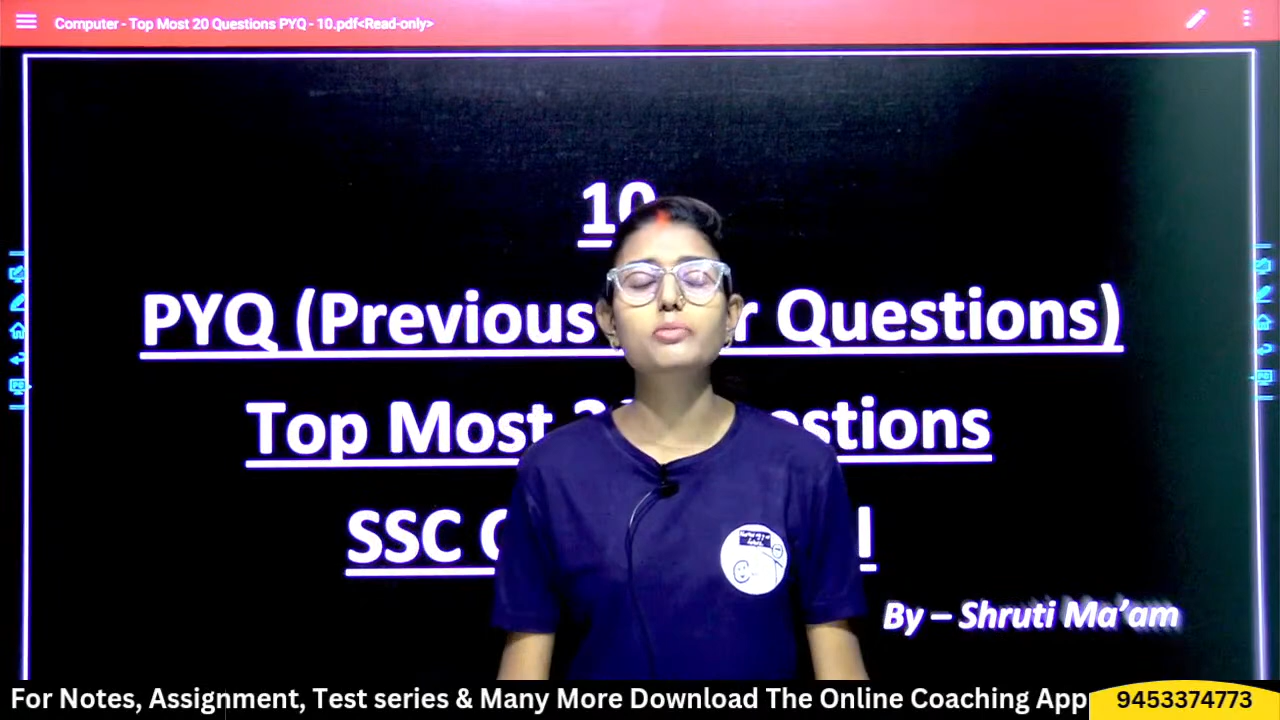 Computer - Top Most 20 Questions PYQ - 10.pdf<Read-only>
10
PYQ (Previous Questions)
Top Most
SSC
By – Shruti Ma'am
For Notes, Assignment, Test series & Many More Download The Online Coaching App
9453374773